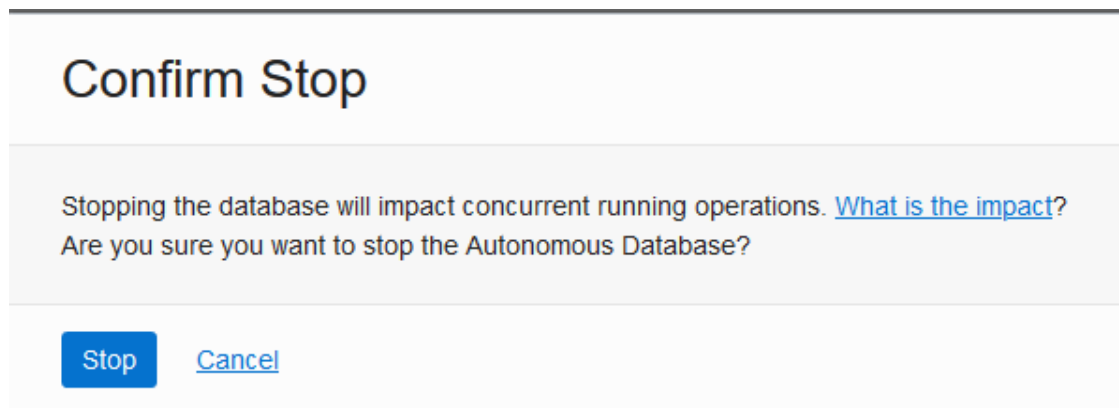 Confirm Stop
Stopping the database will impact concurrent running operations. What is the impact?
Are you sure you want to stop the Autonomous Database?
Stop Cancel